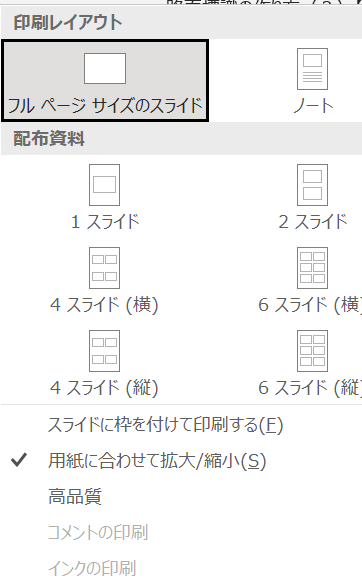 印刷レイアウト
フル ページ サイズのスライド
ノート
配布資料
1 スライド
2 スライド
4 スライド (横)
6 スライド (横)
4 スライド (縦)
6 スライド (縦)
スライドに枠を付けて印刷する(F)
用紙に合わせて拡大/縮小(S)
高品質
コメントの印刷
インクの印刷